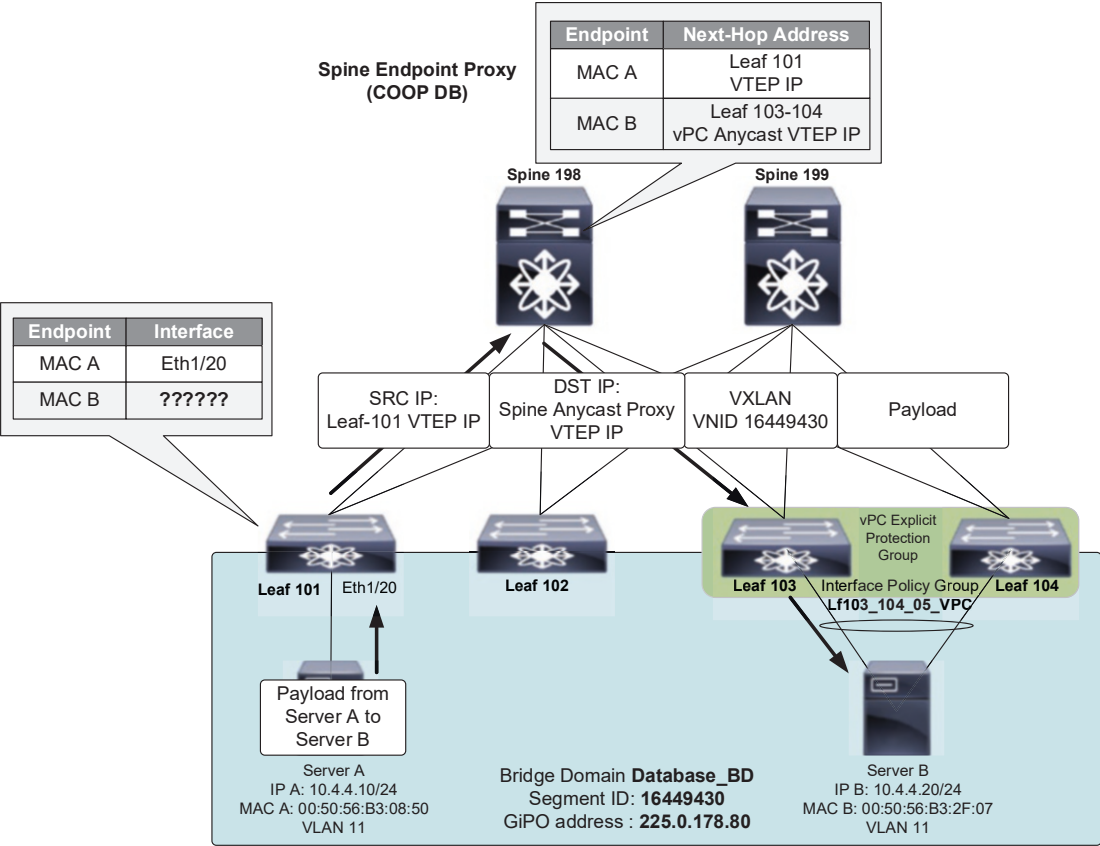 Endpoint Next-Hop Address
MAC A
Leaf 101
VTEP IP
MAC B
Leaf 103-104
vPC Anycast VTEP IP
Spine Endpoint Proxy
(COOP DB)
Spine 198
Spine 199
Endpoint Interface
MAC A Eth1/20
MAC B ??????
SRC IP:
Leaf-101 VTEP IP
DST IP:
Spine Anycast Proxy
VTEP IP
VXLAN
VNID 16449430
Payload
vPC Explicit
Protection
Group
Leaf 101
Eth1/20
Leaf 102
Leaf 103
Interface Policy Group
Lf103_104_05_VPC
Leaf 104
Payload from
Server A to
Server B
Server A
IP A: 10.4.4.10/24
MAC A: 00:50:56:B3:08:50
VLAN 11
Bridge Domain Database_BD
Segment ID: 16449430
GiPO address : 225.0.178.80
Server B
IP B: 10.4.4.20/24
MAC B: 00:50:56:B3:2F:07
VLAN 11